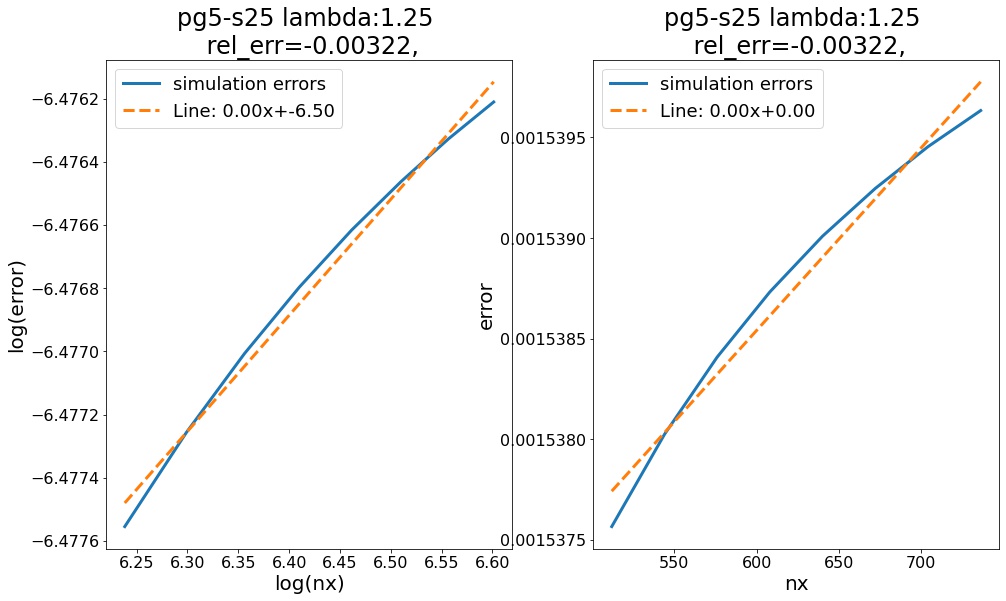 pg5-s25 lambda:1.25
rel_err=-0.00322,
simulation errors
Line: 0.00x+-6.50
−6.4762
−6.4764
−6.4766
−6.4768
−6.4770
−6.4772
−6.4774
−6.4776
log(error)
6.25 6.30 6.35 6.40 6.45 6.50 6.55 6.60
log(nx)
pg5-s25 lambda:1.25
rel_err=-0.00322,
simulation errors
Line: 0.00x+0.00
0.0015395
0.0015390
0.0015385
0.0015380
0.0015375
error
550 600 650 700
nx